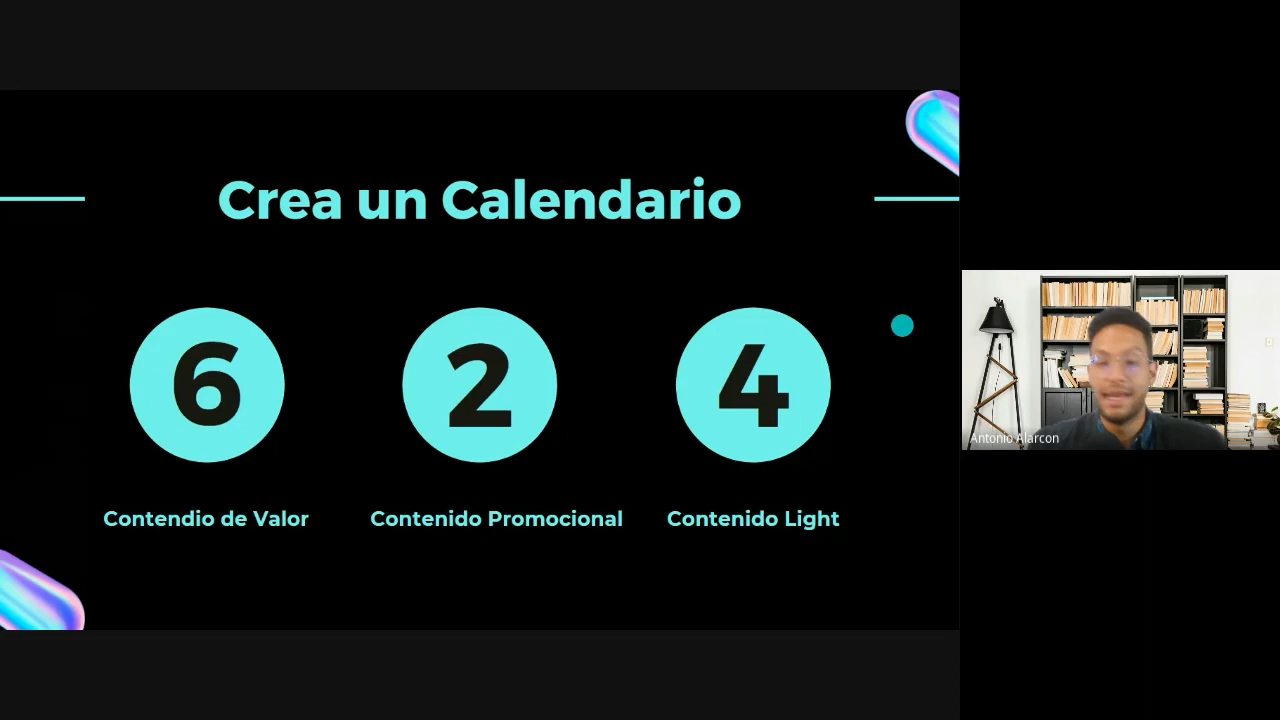 Crea un Calendario
6
2
4
Contendio de Valor
Contenido Promocional
Contenido Light
Antonio Alarcon